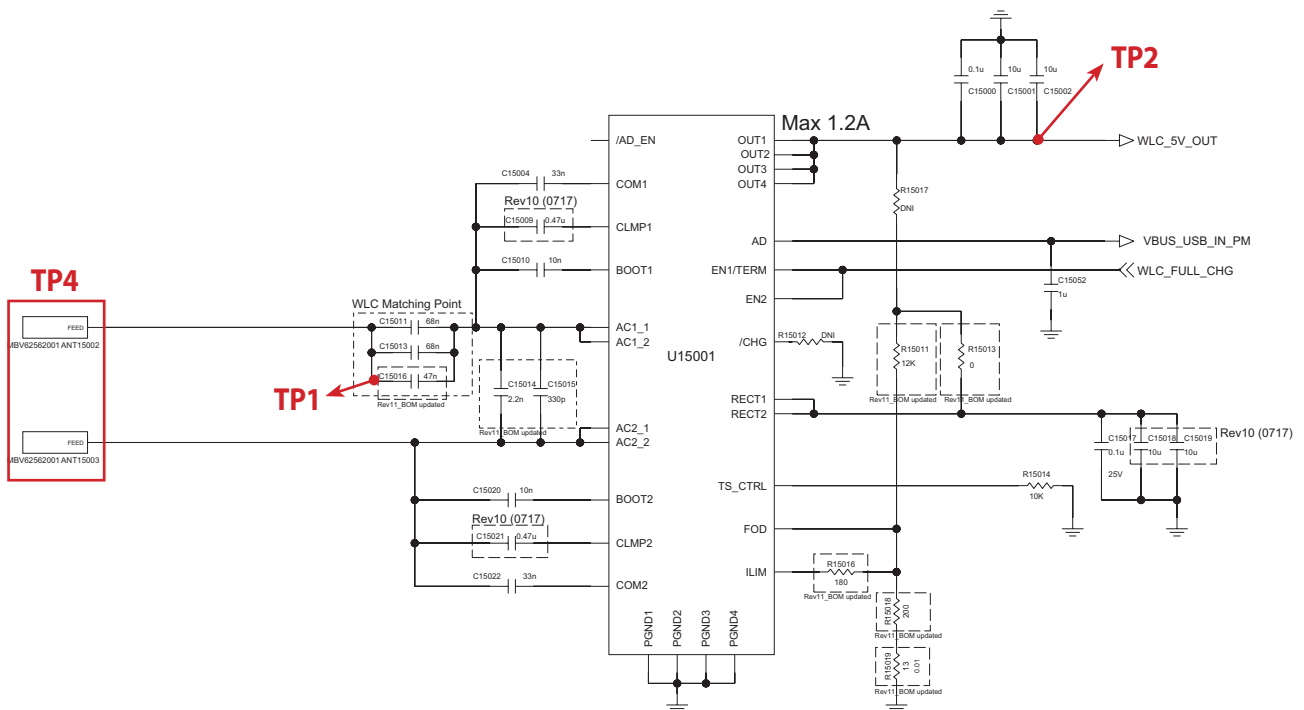 TP2
0.1u
10u
10u
C15000
C15001
C15002
Max 1.2A
/AD_EN
OUT1
WLC_5V_OUT
OUT2
OUT3
C15004 33n
COM1
OUT4
R15017
DNI
Rev10 (0717)
C15009 0.47u
CLMP1
AD
VBUS_USB_IN_PM
C15010 10n
BOOT1
EN1/TERM
WLC_FULL_CHG
C15052
1u
EN2
TP4
WLC Matching Point
FEED
MBV62562001 ANT15002
C15011 68n
AC1_1
AC1_2
U15001
/CHG
R15012 DNI
C15013 68n
R15011
12K
R15013
0
C15016 47n
TP1
Rev11_BOM updated
C15014
2.2n
C15015
330p
Rev11_BOM updated
Rev11_BOM updated
Rev11_BOM updated
RECT1
RECT2
AC2_1
AC2_2
FEED
MBV62562001 ANT15003
C15017
0.1u
25V
C15018
10u
C15019
10u
Rev10 (0717)
R15014
10K
TS_CTRL
C15020 10n
BOOT2
Rev10 (0717)
C15021 0.47u
CLMP2
FOD
C15022 33n
COM2
ILIM
R15016
180
Rev11_BOM updated
R15018
200
Rev11_BOM updated
PGND1
PGND2
PGND3
PGND4
R15019
13
0.01
Rev11_BOM updated